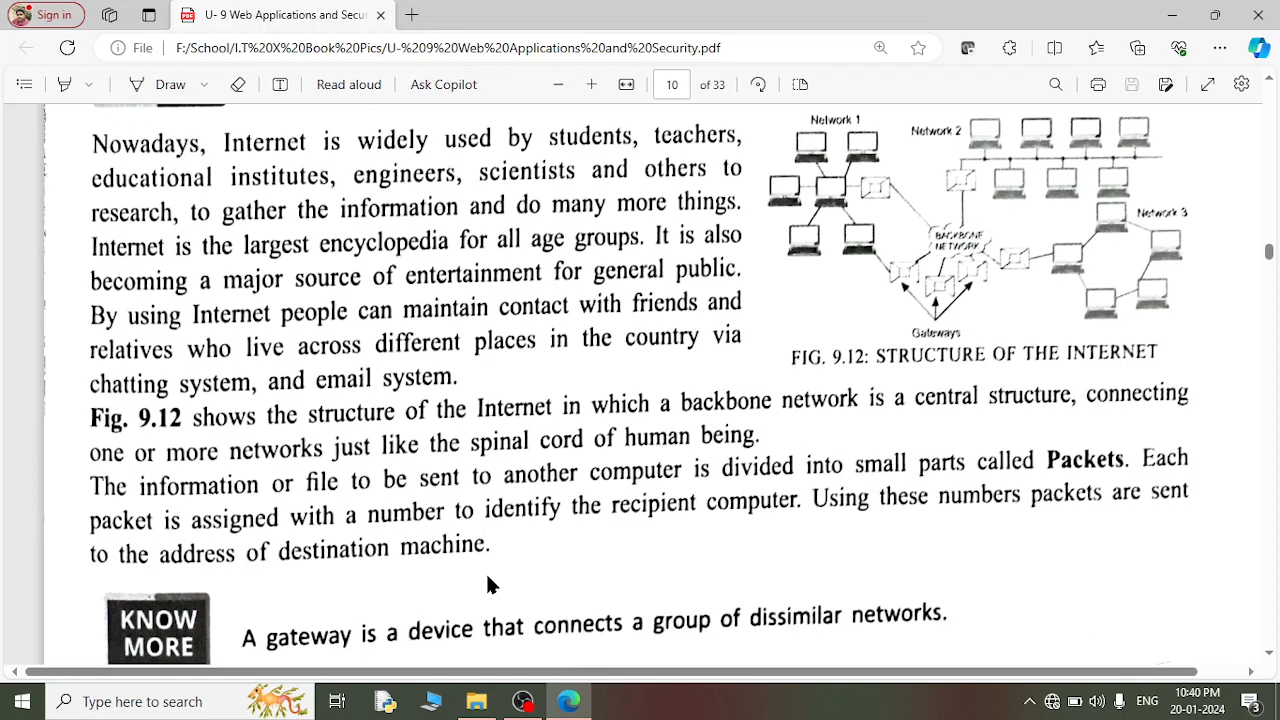 Sign in
U- 9 Web Applications and Secur
File
F:/School/I.T%20X%20Book%20Pics/U-%209%20Web%20Applications%20and%20Security.pdf
Draw
Read aloud
Ask Copilot
10
of 33
Nowadays, Internet is widely used by students, teachers,
educational institutes, engineers, scientists and others to
research, to gather the information and do many more things.
Internet is the largest encyclopedia for all age groups. It is also
becoming a major source of entertainment for general public.
By using Internet people can maintain contact with friends and
relatives who live across different places in the country via
chatting system, and email system.
Network 1
Network 2
Network 3
BACKBONE
NETWORK
Gateways
FIG. 9.12: STRUCTURE OF THE INTERNET
Fig. 9.12 shows the structure of the Internet in which a backbone network is a central structure, connecting
one or more networks just like the spinal cord of human being.
The information or file to be sent to another computer is divided into small parts called Packets. Each
packet is assigned with a number to identify the recipient computer. Using these numbers packets are sent
to the address of destination machine.
KNOW
MORE
A gateway is a device that connects a group of dissimilar networks.
Type here to search
ENG
10:40 PM
20-01-2024
3